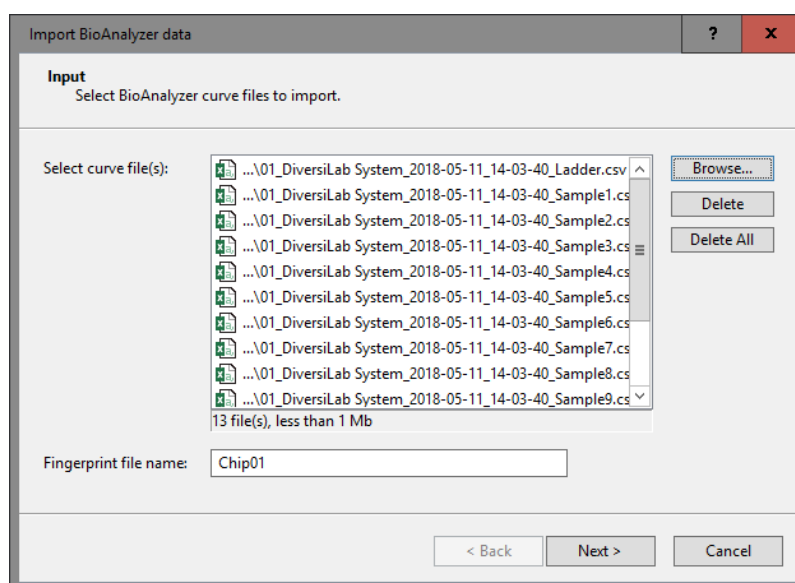 Import BioAnalyzer data
?
x
Input
Select BioAnalyzer curve files to import.
Select curve file(s):
...\01_DiversiLab System_2018-05-11_14-03-40_Ladder.csv
Browse...
...\01_DiversiLab System_2018-05-11_14-03-40_Sample1.cs
Delete
...\01_DiversiLab System_2018-05-11_14-03-40_Sample2.cs
...\01_DiversiLab System_2018-05-11_14-03-40_Sample3.cs
Delete All
...\01_DiversiLab System_2018-05-11_14-03-40_Sample4.cs
...\01_DiversiLab System_2018-05-11_14-03-40_Sample5.cs
...\01_DiversiLab System_2018-05-11_14-03-40_Sample6.cs
...\01_DiversiLab System_2018-05-11_14-03-40_Sample7.cs
...\01_DiversiLab System_2018-05-11_14-03-40_Sample8.cs
...\01_DiversiLab System_2018-05-11_14-03-40_Sample9.cs
13 file(s), less than 1 Mb
Fingerprint file name:
Chip01
< Back
Next >
Cancel